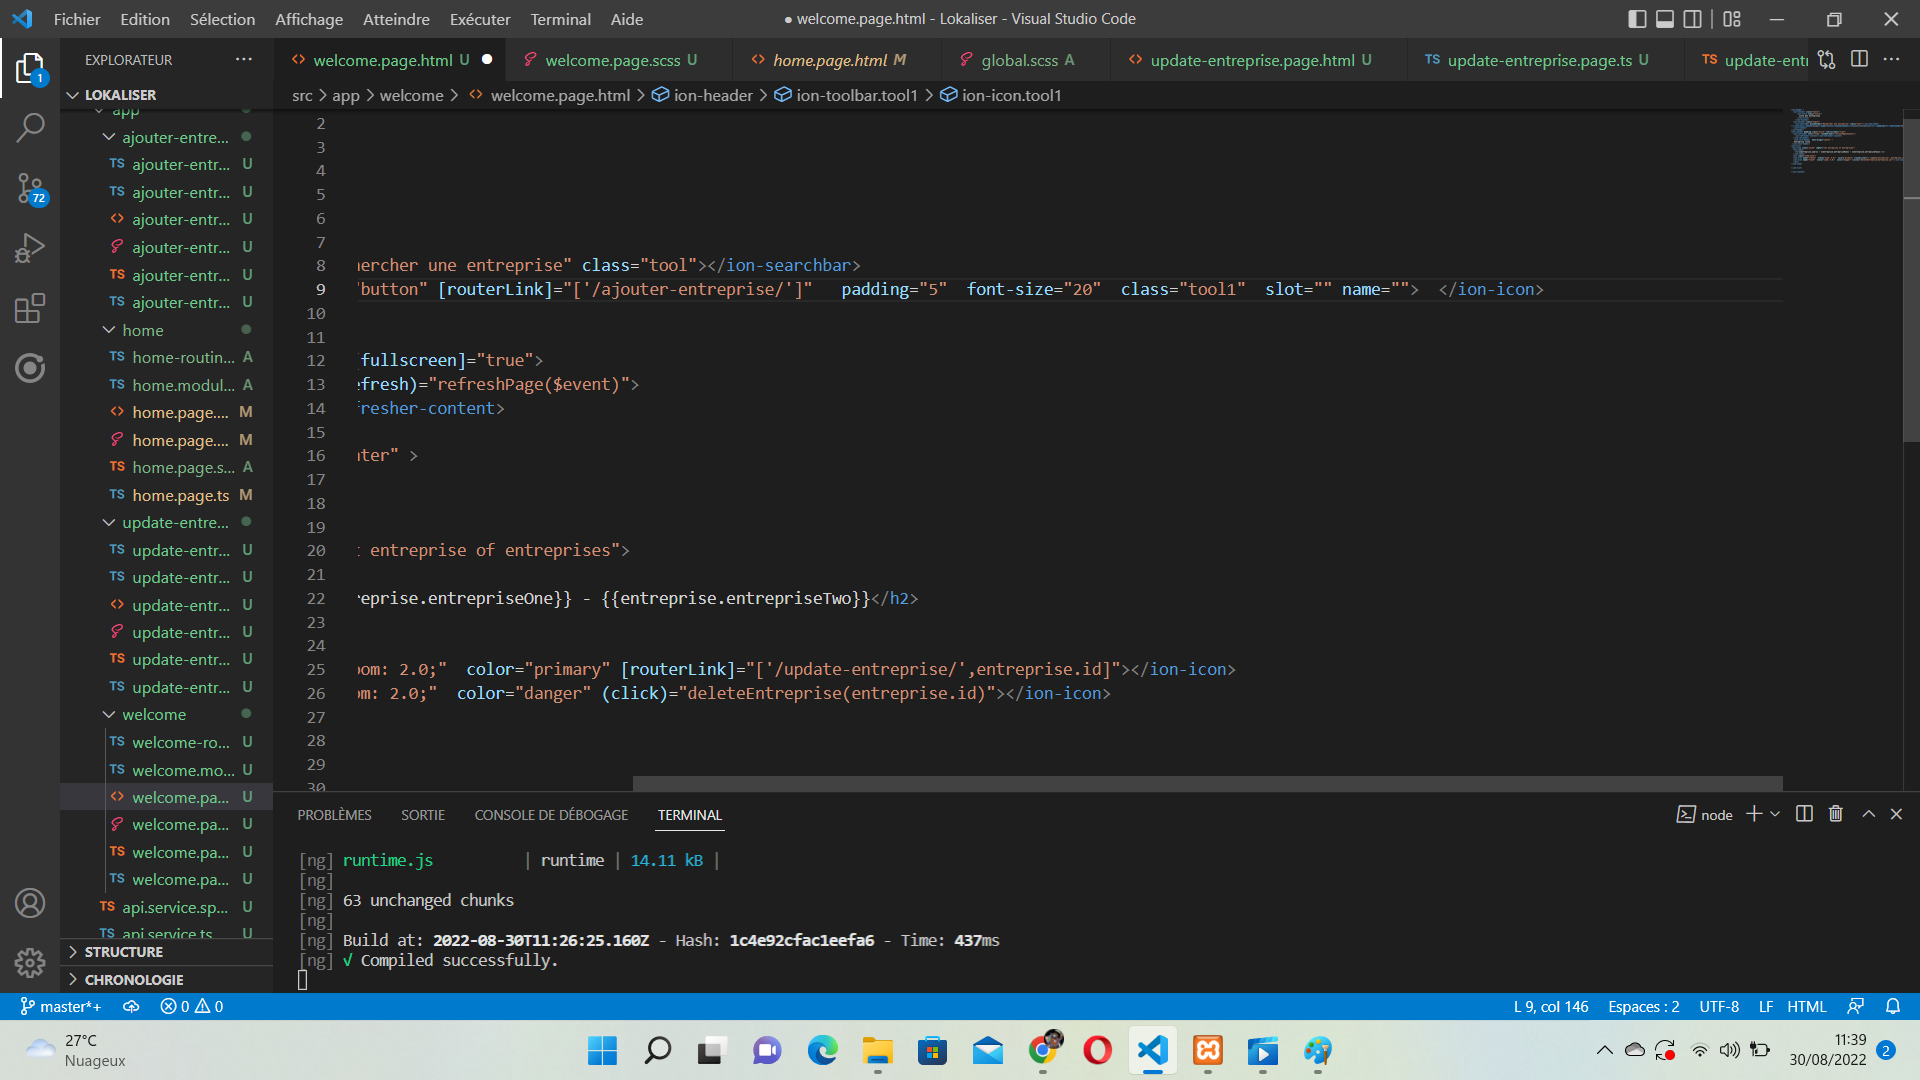 Fichier Edition Sélection Affichage Atteindre Exécuter Terminal Aide
● welcome.page.html - Lokaliser - Visual Studio Code
EXPLORATEUR ···
welcome.page.html U ●
welcome.page.scss U
home.page.html M
global.scss A
update-entreprise.page.html U
TS update-entreprise.page.ts U
TS update-entr
LOKALISER
src > app > welcome > welcome.page.html > ion-header > ion-toolbar.tool1 > ion-icon.tool1
1
72
app
ajouter-entre...
TS ajouter-entr... U
TS ajouter-entr... U
ajouter-entr... U
ajouter-entr... U
TS ajouter-entr... U
TS ajouter-entr... U
home
TS home-routin... A
TS home.modul... A
home.page.... M
home.page.... M
TS home.page.s... A
TS home.page.ts M
update-entre...
TS update-entr... U
TS update-entr... U
update-entr... U
update-entr... U
TS update-entr... U
TS update-entr... U
welcome
TS welcome-ro... U
TS welcome.mo... U
welcome.pa... U
welcome.pa... U
TS welcome.pa... U
TS welcome.pa... U
TS api.service.sp... U
TS api.service.ts U
STRUCTURE
CHRONOLOGIE
2
3
4
5
6
7
8 hercher une entreprise" class="tool"></ion-searchbar>
9 "button" [routerLink]="['/ajouter-entreprise/']" padding="5" font-size="20" class="tool1" slot="" name=""> </ion-icon>
10
11
12 [fullscreen]="true">
13 efresh)="refreshPage($event)">
14 fresher-content>
15
16 nter" >
17
18
19
20 t entreprise of entreprises">
21
22 reprise.entrepriseOne}} - {{entreprise.entrepriseTwo}}</h2>
23
24
25 oom: 2.0;" color="primary" [routerLink]="['/update-entreprise/',entreprise.id]"></ion-icon>
26 om: 2.0;" color="danger" (click)="deleteEntreprise(entreprise.id)"></ion-icon>
27
28
29
30
PROBLÈMES SORTIE CONSOLE DE DÉBOGAGE TERMINAL
node
[ng] runtime.js | runtime | 14.11 kB |
[ng]
[ng] 63 unchanged chunks
[ng]
[ng] Build at: 2022-08-30T11:26:25.160Z - Hash: 1c4e92cfac1eefa6 - Time: 437ms
[ng] √ Compiled successfully.
master*+ 0 0
L 9, col 146 Espaces : 2 UTF-8 LF HTML
27°C
Nuageux
11:39
30/08/2022
2